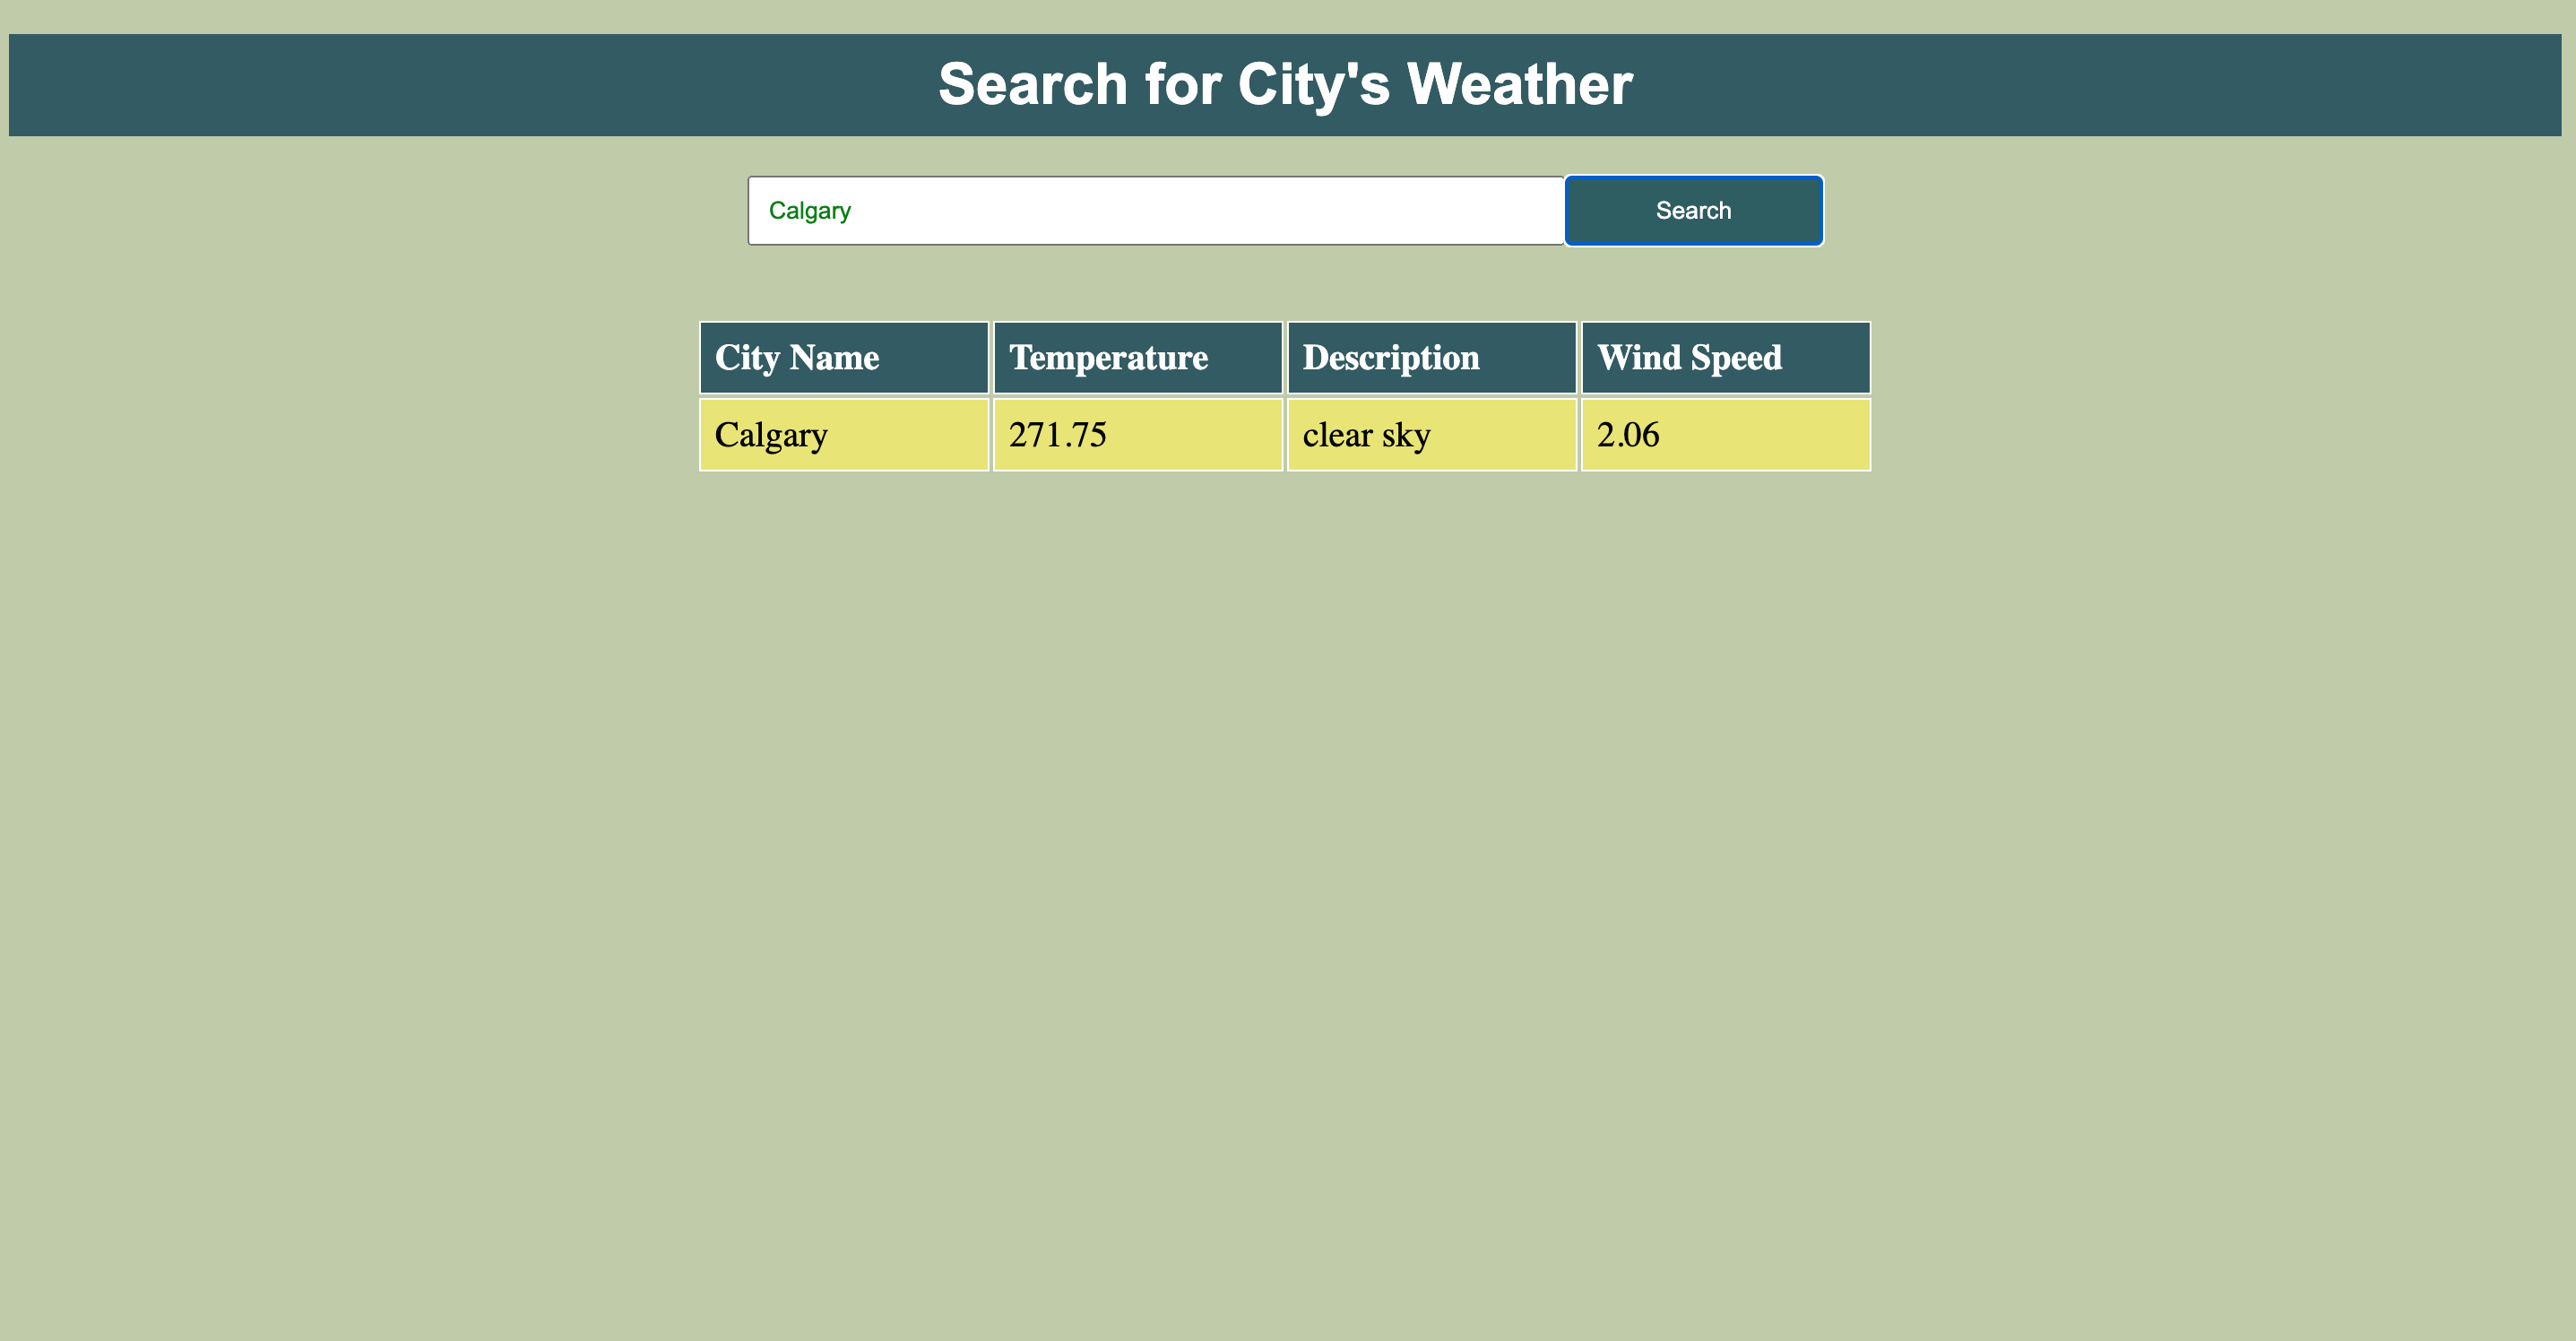 Search for City's Weather
Calgary Search
City Name Temperature Description Wind Speed
Calgary 271.75 clear sky 2.06